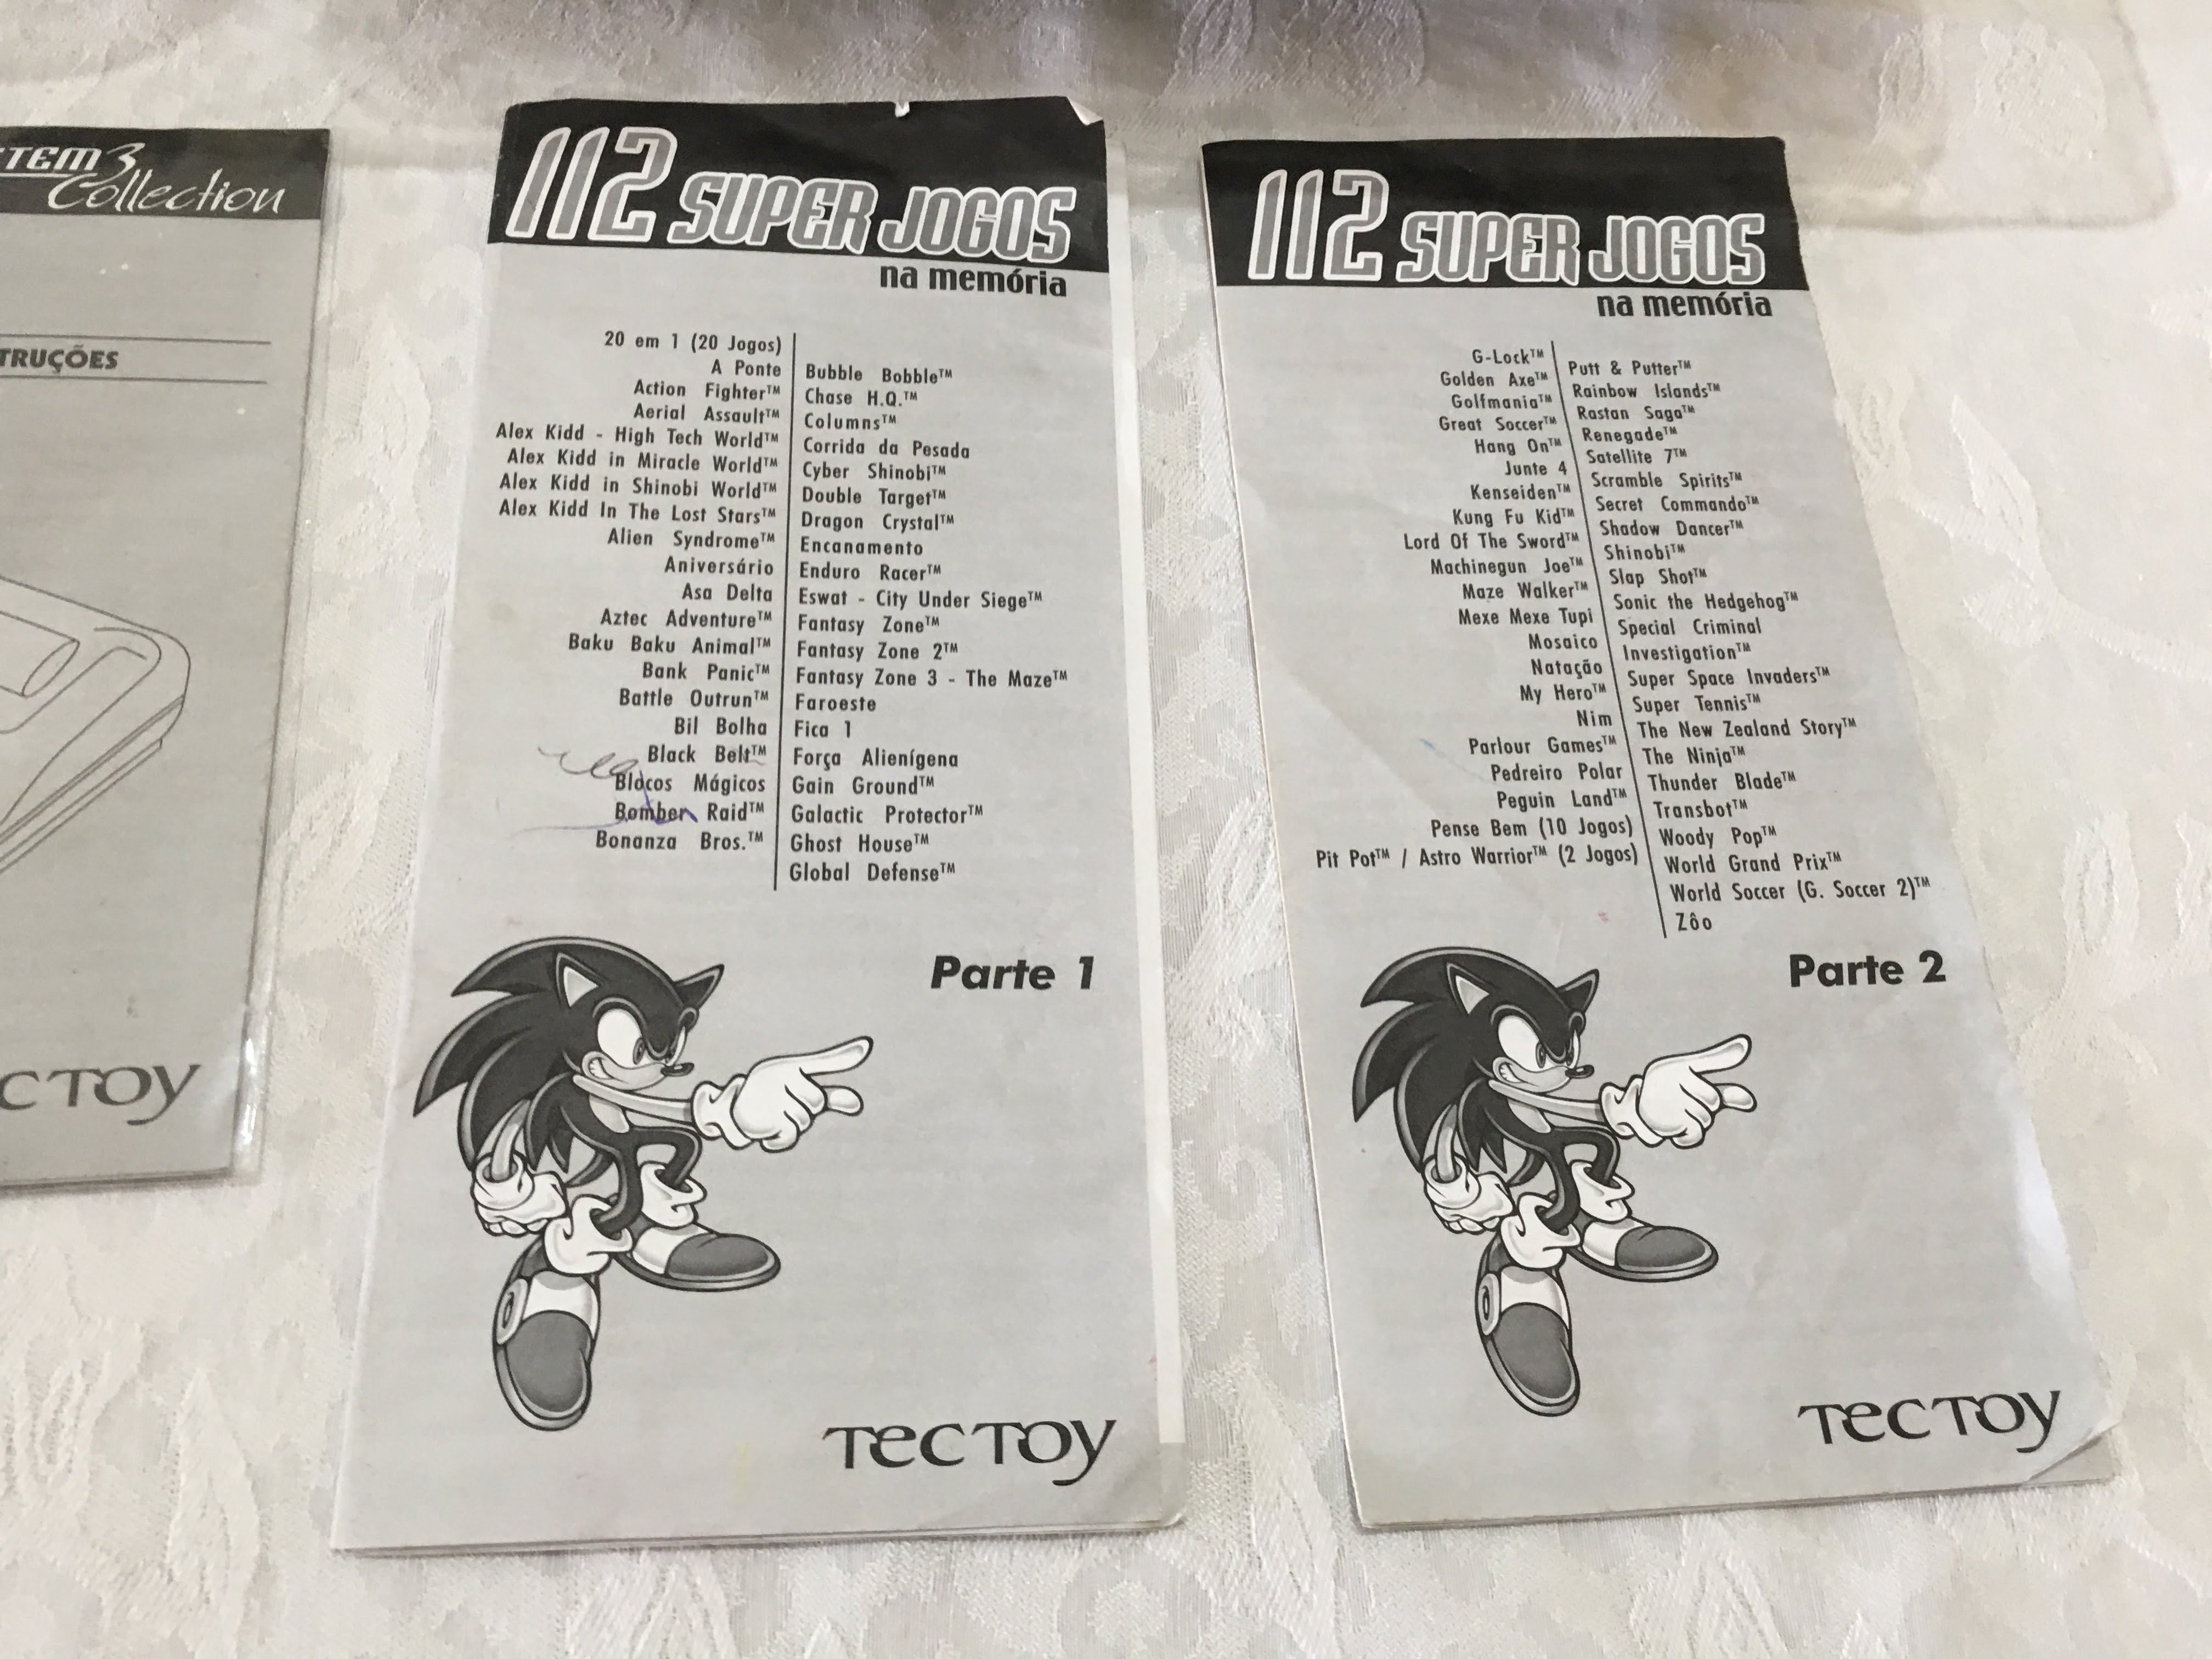 TEM 3
Collection
TRUÇÕES
C TOY
112 SUPER JOGOS
na memória
20 em 1 (20 Jogos)
A Ponte
Action Fighter™
Aerial Assault™
Alex Kidd - High Tech World™
Alex Kidd in Miracle World™
Alex Kidd in Shinobi World™
Alex Kidd In The Lost Stars™
Alien Syndrome™
Aniversário
Asa Delta
Aztec Adventure™
Baku Baku Animal™
Bank Panic™
Battle Outrun™
Bil Bolha
Black Belt™
Blocos Mágicos
Bomber Raid™
Bonanza Bros.™
Bubble Bobble™
Chase H.Q.™
Columns™
Corrida da Pesada
Cyber Shinobi™
Double Target™
Dragon Crystal™
Encanamento
Enduro Racer™
Eswat - City Under Siege™
Fantasy Zone™
Fantasy Zone 2™
Fantasy Zone 3 - The Maze™
Faroeste
Fica 1
Força Alienígena
Gain Ground™
Galactic Protector™
Ghost House™
Global Defense™
Parte 1
TEC TOY
112 SUPER JOGOS
na memória
G-Lock™
Golden Axe™
Golfmania™
Great Soccer™
Hang On™
Junte 4
Kenseiden™
Kung Fu Kid™
Lord Of The Sword™
Machinegun Joe™
Maze Walker™
Mexe Mexe Tupi
Mosaico
Natação
My Hero™
Nim
Parlour Games™
Pedreiro Polar
Peguin Land™
Pense Bem (10 Jogos)
Pit Pot™ / Astro Warrior™ (2 Jogos)
Putt & Putter™
Rainbow Islands™
Rastan Saga™
Renegade™
Satellite 7™
Scramble Spirits™
Secret Commando™
Shadow Dancer™
Shinobi™
Slap Shot™
Sonic the Hedgehog™
Special Criminal
Investigation™
Super Space Invaders™
Super Tennis™
The New Zealand Story™
The Ninja™
Thunder Blade™
Transbot™
Woody Pop™
World Grand Prix™
World Soccer (G. Soccer 2)™
Zôo
Parte 2
TEC TOY